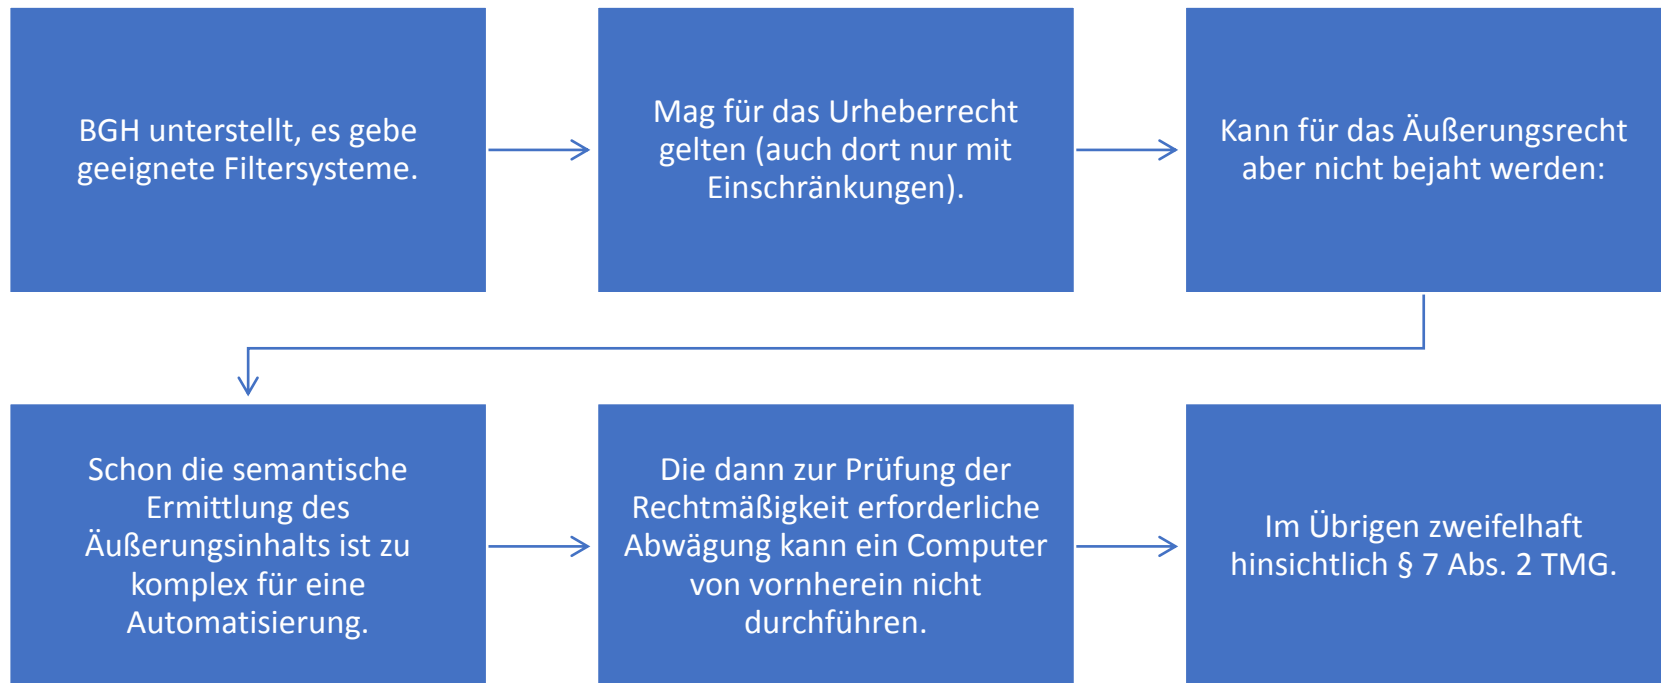 BGH unterstellt, es gebe
geeignete Filtersysteme.
Mag für das Urheberrecht
gelten (auch dort nur mit
Einschränkungen).
Kann für das Äußerungsrecht
aber nicht bejaht werden:
Schon die semantische
Ermittlung des
Äußerungsinhalts ist zu
komplex für eine
Automatisierung.
Die dann zur Prüfung der
Rechtmäßigkeit erforderliche
Abwägung kann ein Computer
von vornherein nicht
durchführen.
Im Übrigen zweifelhaft
hinsichtlich § 7 Abs. 2 TMG.